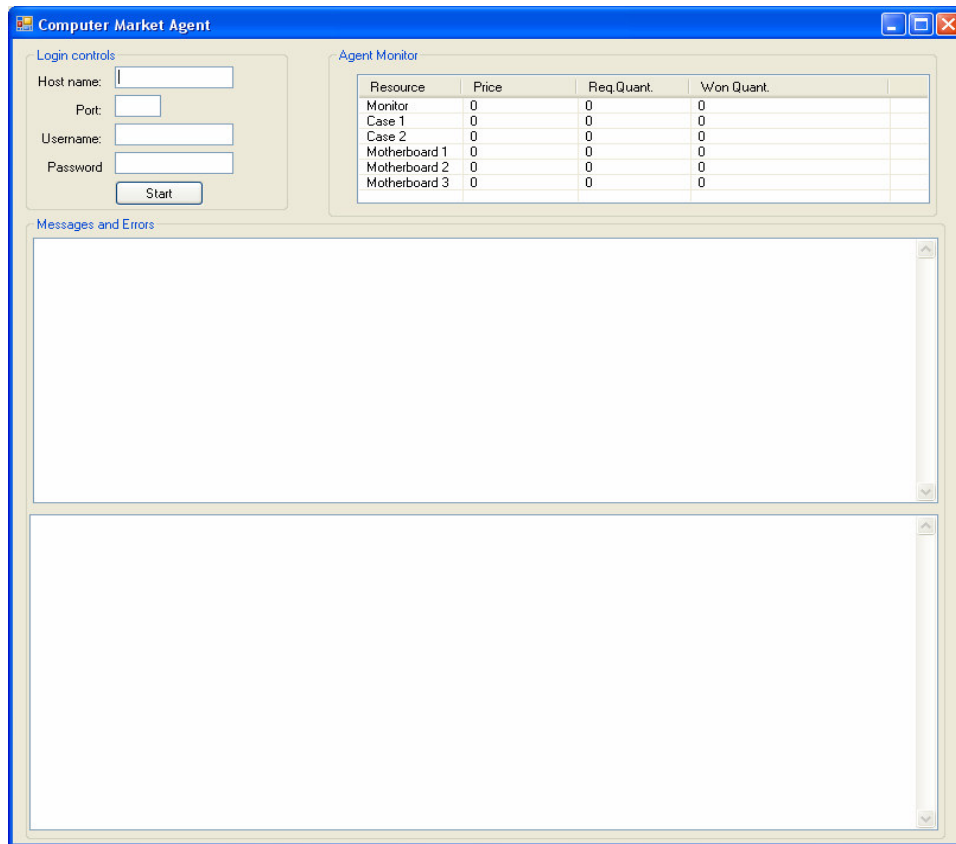 Computer Market Agent
Login controls
Host name:
Port:
Username:
Password
Start
Agent Monitor
Resource Price Req.Quant. Won Quant.
Monitor 0 0 0
Case 1 0 0 0
Case 2 0 0 0
Motherboard 1 0 0 0
Motherboard 2 0 0 0
Motherboard 3 0 0 0
Messages and Errors